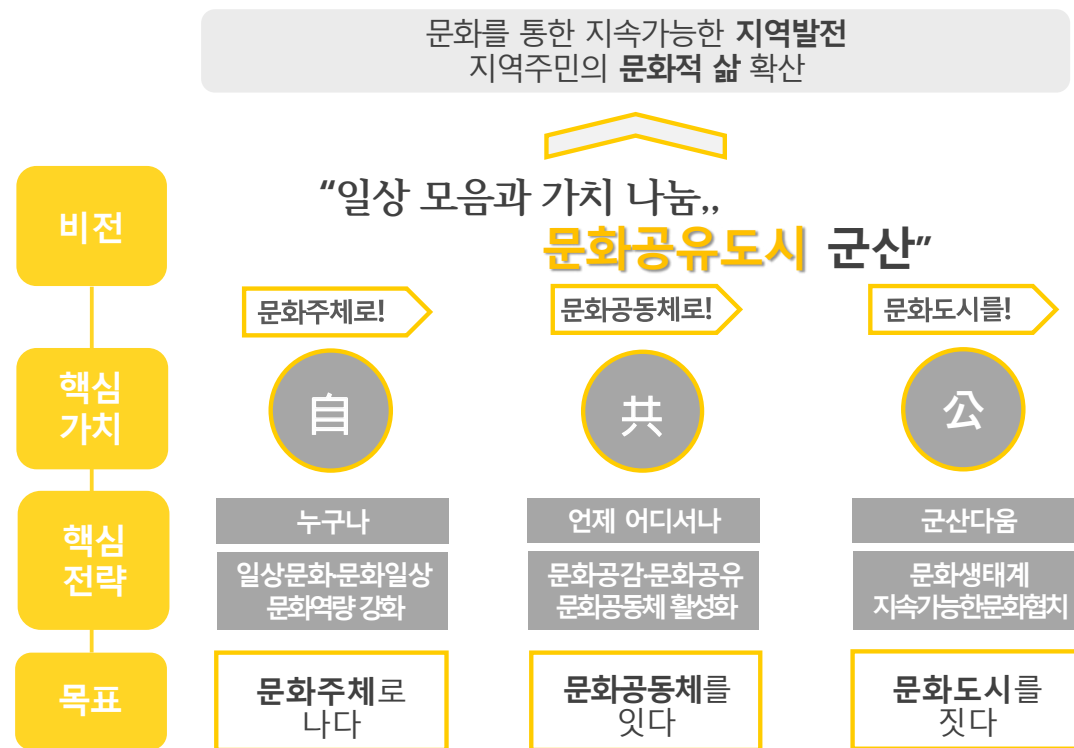 문화를 통한 지속가능한 지역발전
지역주민의 문화적 삶 확산
비전
“일상 모음과 가치 나눔,,
문화공유도시 군산”
문화주체로!
문화공동체로!
문화도시를!
핵심
가치
自
共
公
핵심
전략
누구나
언제 어디서나
군산다움
일상문화·문화일상
문화역량 강화
문화공감·문화공유
문화공동체 활성화
문화생태계
지속가능한문화협치
목표
문화주체로
나다
문화공동체를
잇다
문화도시를
짓다